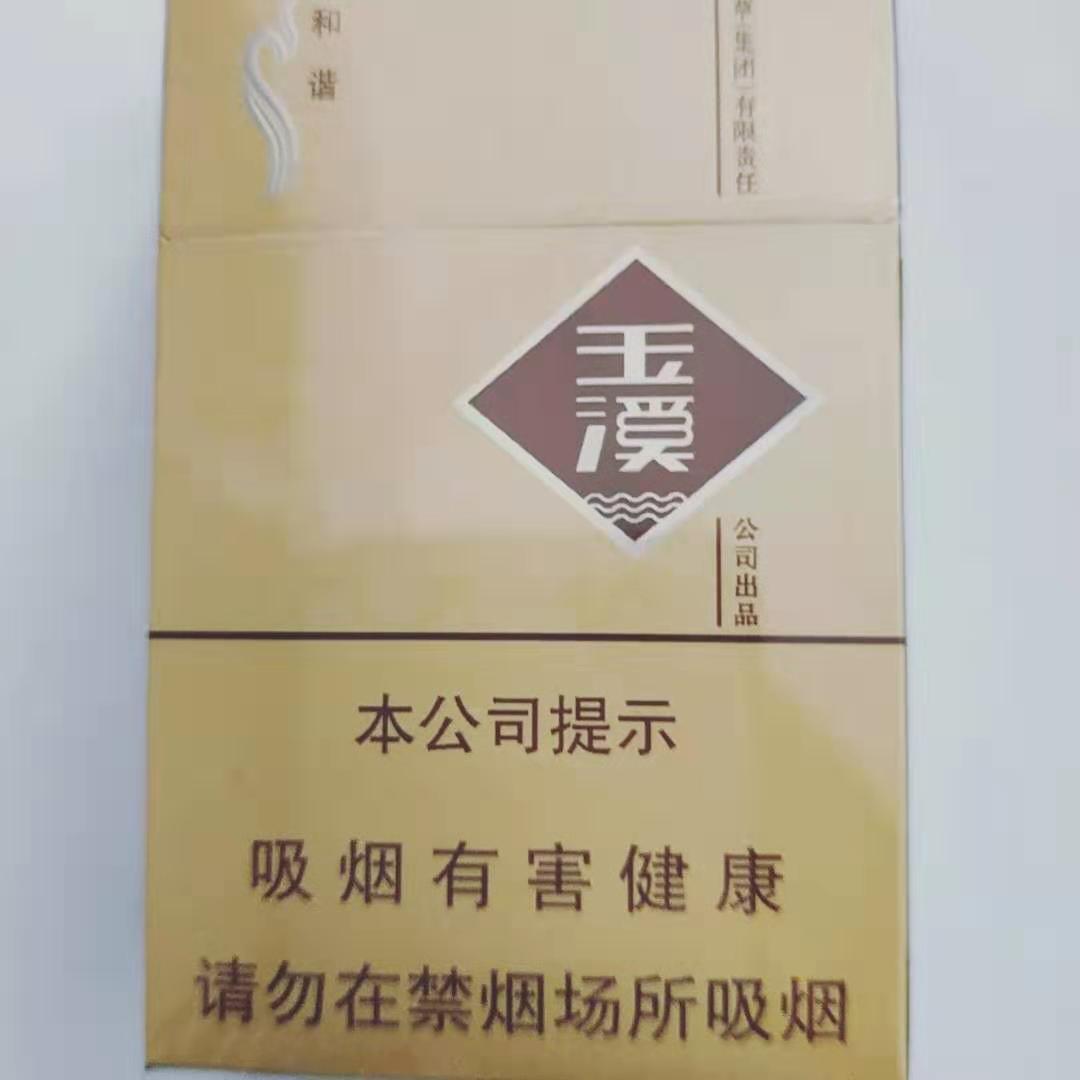 和谐
集团）有限责任
玉溪
公司出品
本公司提示
吸烟有害健康
请勿在禁烟场所吸烟